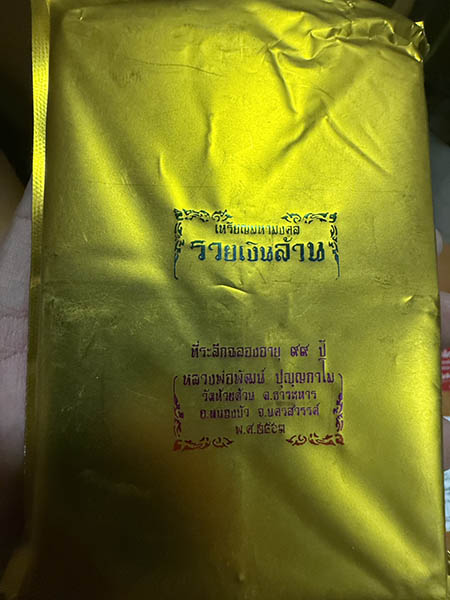 เหรียญมหามงคล
รวยเงินล้าน
ที่ระลึกฉลองอายุ ๙๙ ปี
หลวงพ่อพัฒน์ ปุญฺญกาโม
วัดห้วยด้วน ต.ธารทหาร
อ.หนองบัว จ.นครสวรรค์
พ.ศ.๒๕๖๓